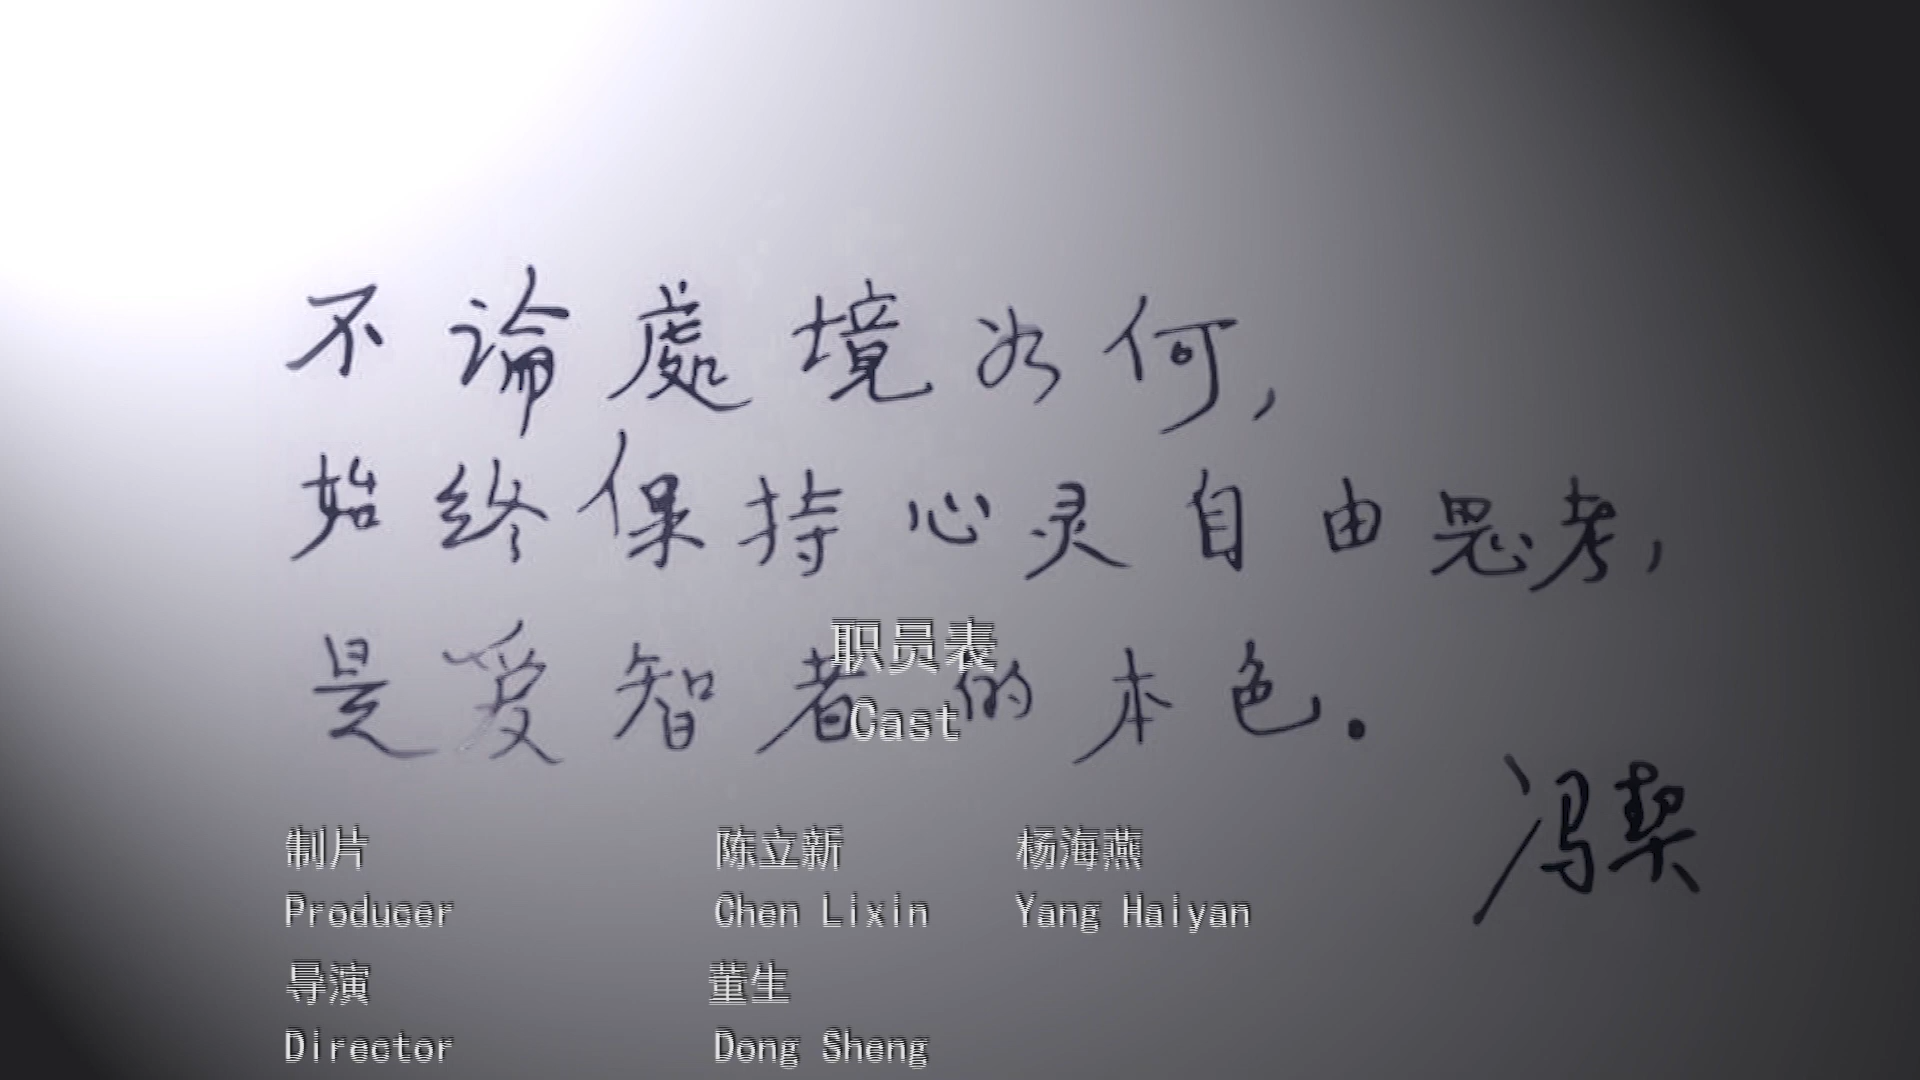 不論處境如何,
始终保持心灵自由思考,
是爱智者的本色.
冯契
职员表
Cast
制片 陈立新 杨海燕
Producer Chen Lixin Yang Haiyan
导演 董生
Director Dong Sheng